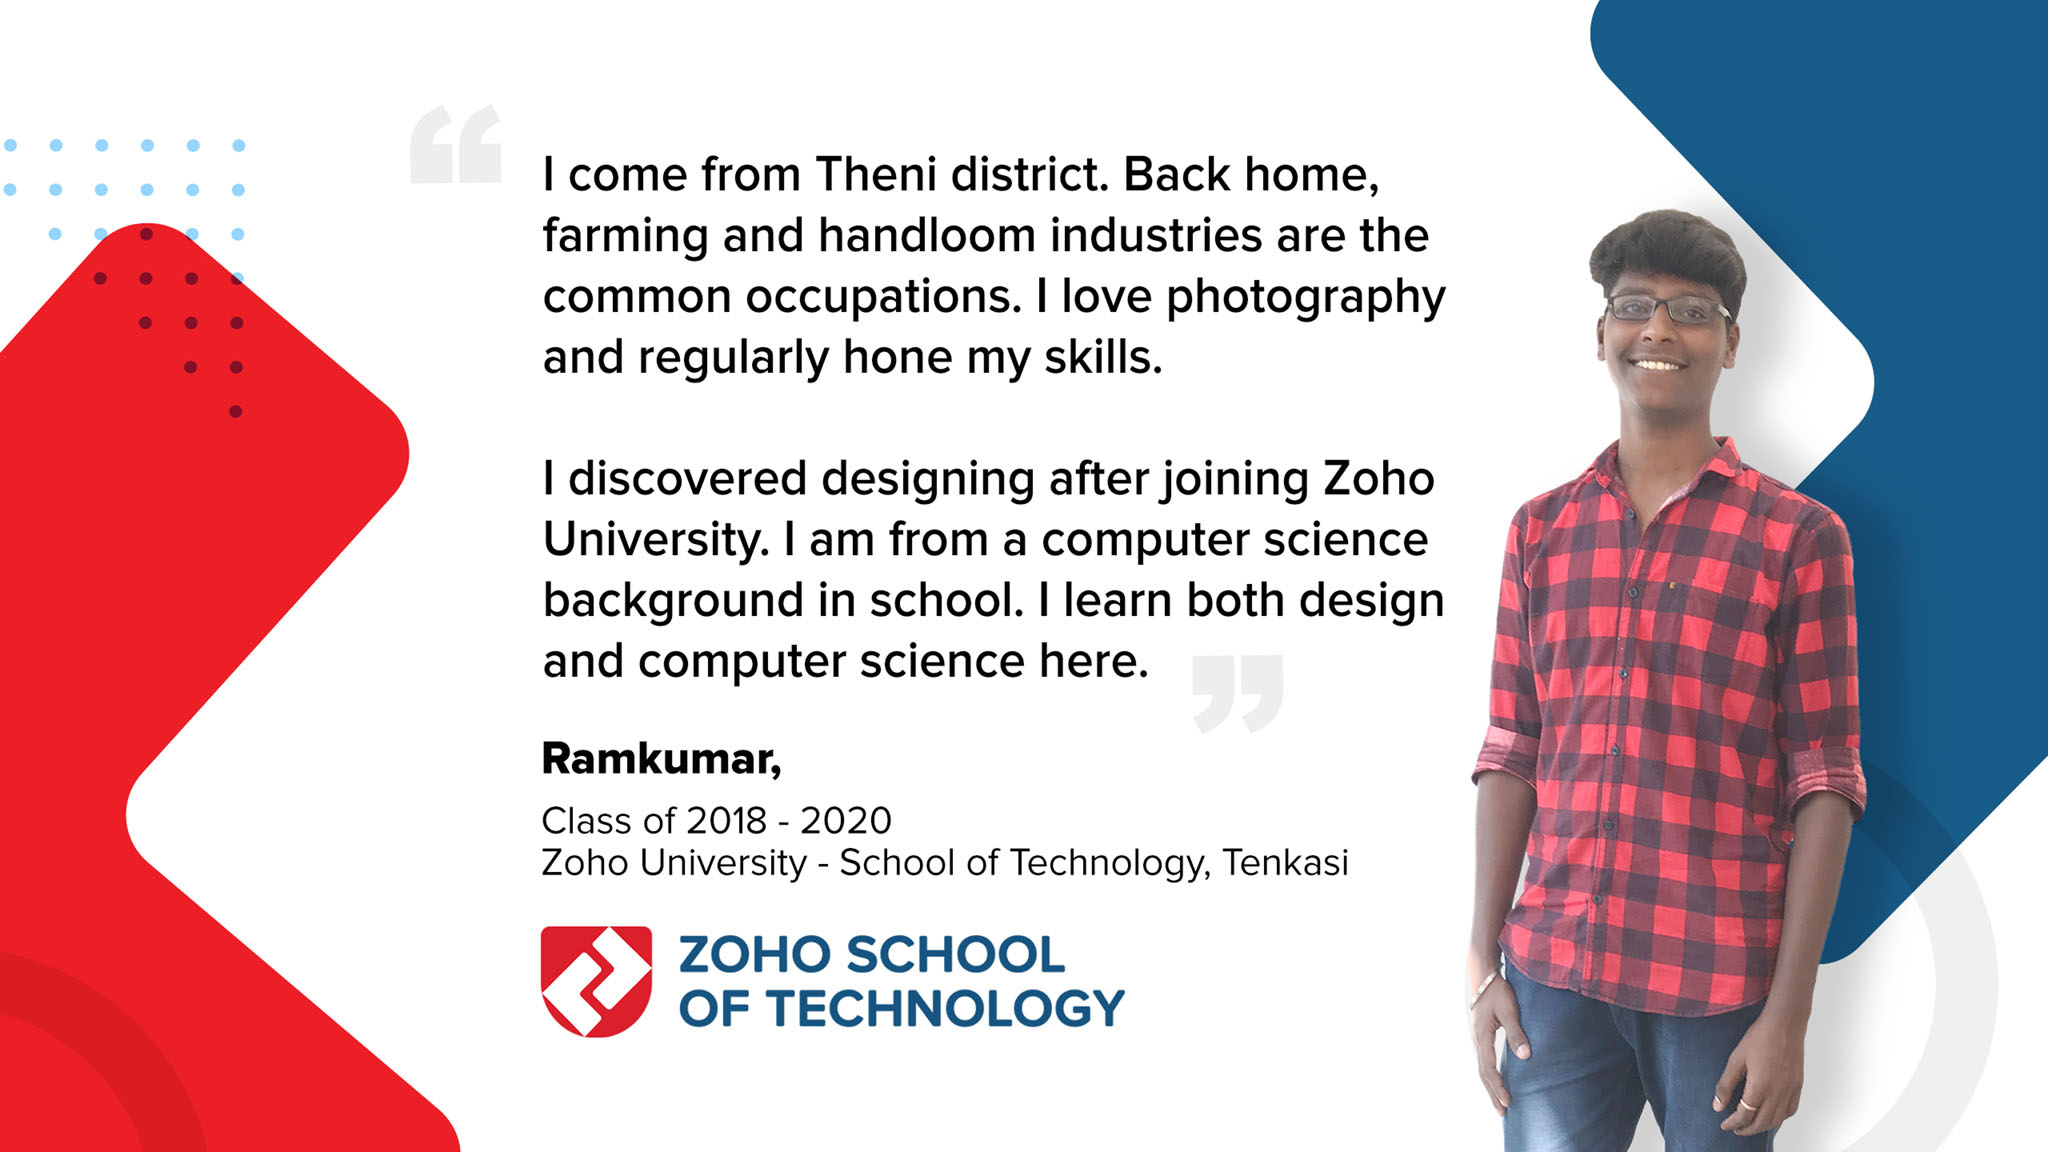 I come from Theni district. Back home,
farming and handloom industries are the
common occupations. I love photography
and regularly hone my skills.
I discovered designing after joining Zoho
University. I am from a computer science
background in school. I learn both design
and computer science here.
Ramkumar,
Class of 2018 - 2020
Zoho University - School of Technology, Tenkasi
ZOHO SCHOOL
OF TECHNOLOGY